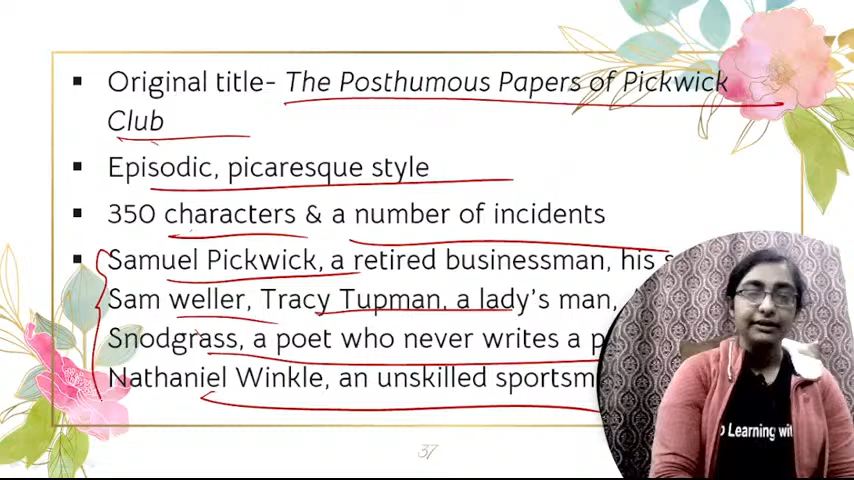 Original title- The Posthumous Papers of Pickwick
Club
Episodic, picaresque style
350 characters & a number of incidents
Samuel Pickwick, a retired businessman, his
Sam weller, Tracy Tupman, a lady's man,
Snodgrass, a poet who never writes a
Nathaniel Winkle, an unskilled
37
Learning